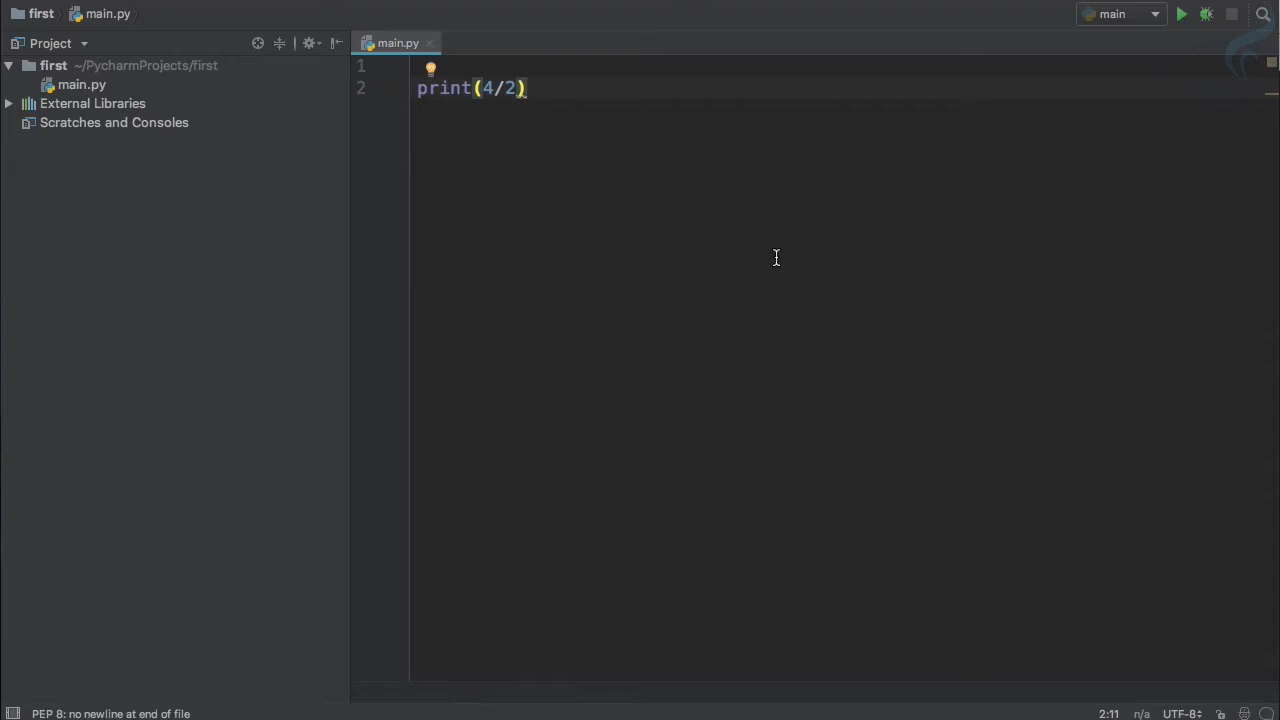 first main.py
main
Project
main.py
first ~/PycharmProjects/first
main.py
External Libraries
Scratches and Consoles
1
2 print(4/2)
PEP 8: no newline at end of file
2:11 n/a UTF-8